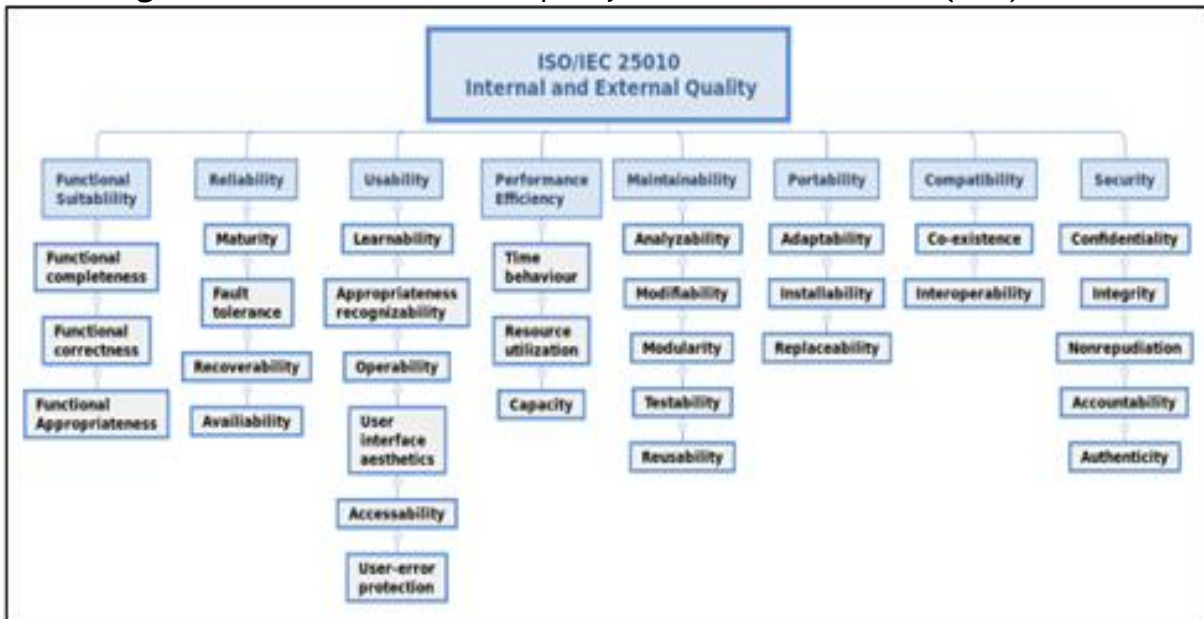 ISO/IEC 25010
Internal and External Quality
Functional
Suitablility
Functional
completeness
Functional
correctness
Functional
Appropriateness
Reliability
Maturity
Fault
tolerance
Recoverability
Availiability
Usability
Learnability
Appropriateness
recognizability
Operability
User
interface
aesthetics
Accessability
User-error
protection
Performance
Efficiency
Time
behaviour
Resource
utilization
Capacity
Maintainability
Analyzability
Modifiability
Modularity
Testability
Reusability
Portability
Adaptability
Installability
Replaceability
Compatibility
Co-existence
Interoperability
Security
Confidentiality
Integrity
Nonrepudiation
Accountability
Authenticity